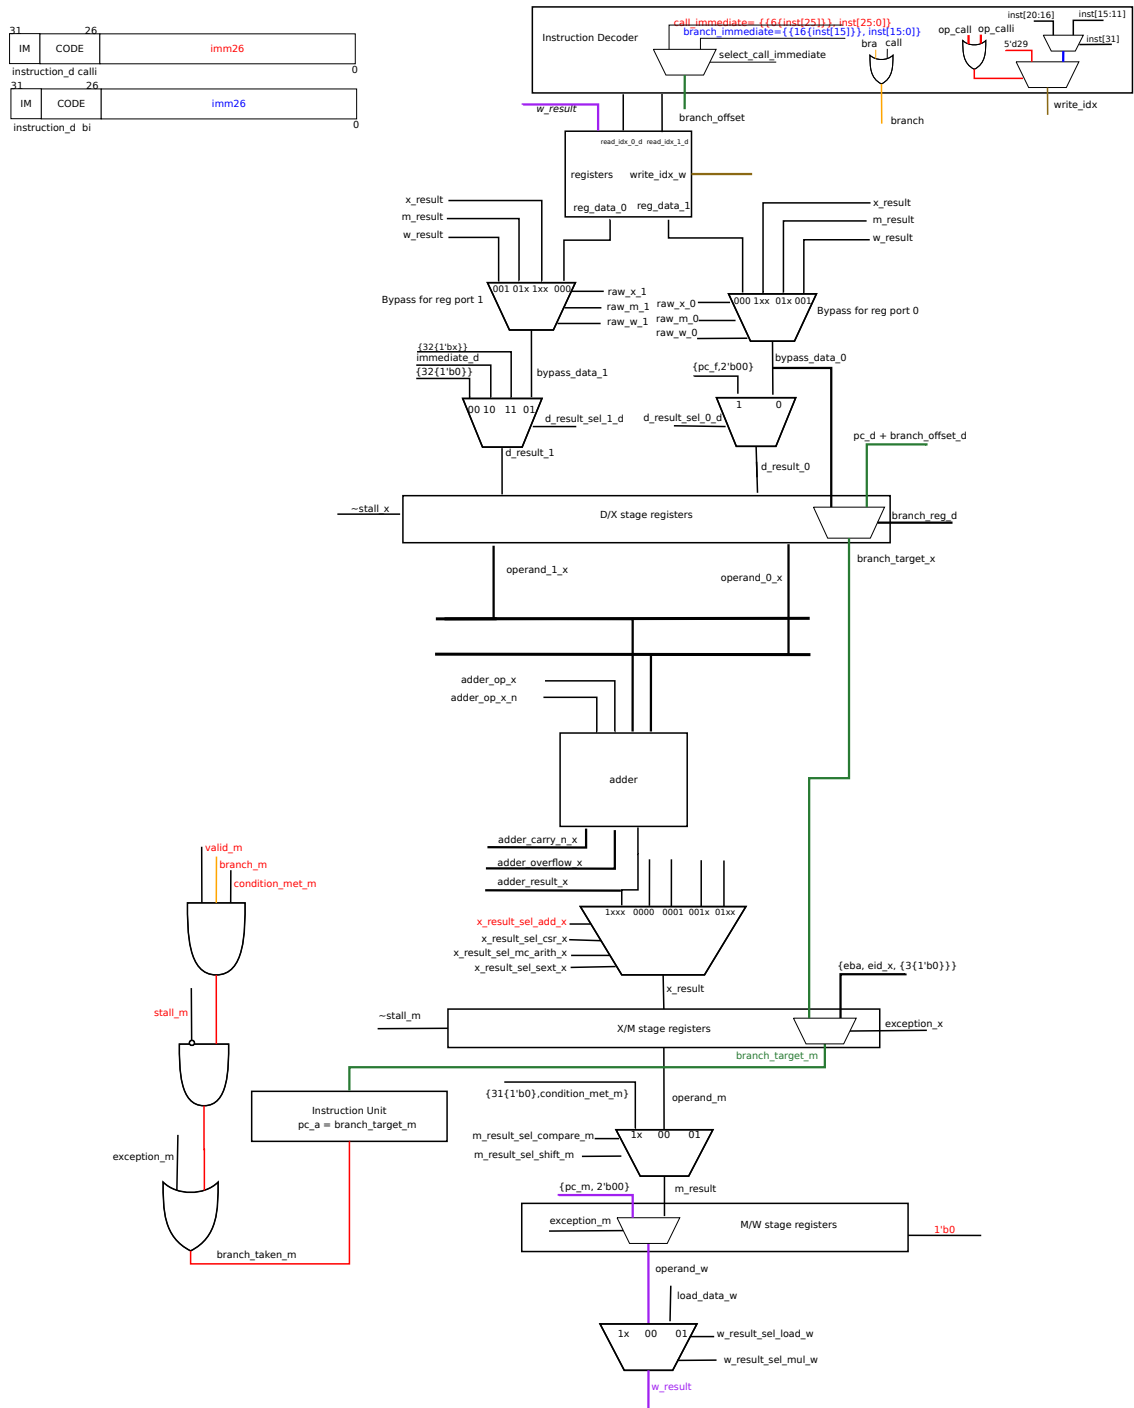 31
26
IM
CODE
imm26
instruction_d calli
0
31
26
IM
CODE
imm26
instruction_d bi
0
Instruction Decoder
call_immediate= {{6{inst[25]}}, inst[25:0]}
branch_immediate={{16{inst[15]}}, inst[15:0]}
select_call_immediate
branch_offset
bra
call
branch
op_call
op_calli
5'd29
inst[20:16]
inst[15:11]
inst[31]
write_idx
w_result
read_idx_0_d
read_idx_1_d
registers
write_idx_w
reg_data_0
reg_data_1
x_result
m_result
w_result
x_result
m_result
w_result
001 01x 1xx 000
Bypass for reg port 1
raw_x_1
raw_m_1
raw_w_1
raw_x_0
raw_m_0
raw_w_0
000 1xx 01x 001
Bypass for reg port 0
{32{1'bx}}
immediate_d
{32{1'b0}}
bypass_data_1
{pc_f,2'b00}
bypass_data_0
00 10 11 01
d_result_sel_1_d
d_result_sel_0_d
1 0
d_result_1
d_result_0
pc_d + branch_offset_d
~stall_x
D/X stage registers
branch_reg_d
branch_target_x
operand_1_x
operand_0_x
adder_op_x
adder_op_x_n
adder
adder_carry_n_x
adder_overflow_x
adder_result_x
valid_m
branch_m
condition_met_m
1xxx 0000 0001 001x 01xx
x_result_sel_add_x
x_result_sel_csr_x
x_result_sel_mc_arith_x
x_result_sel_sext_x
x_result
{eba, eid_x, {3{1'b0}}}
stall_m
~stall_m
X/M stage registers
exception_x
branch_target_m
{31{1'b0},condition_met_m}
operand_m
Instruction Unit
pc_a = branch_target_m
m_result_sel_compare_m
m_result_sel_shift_m
1x 00 01
exception_m
m_result
{pc_m, 2'b00}
exception_m
M/W stage registers
1'b0
branch_taken_m
operand_w
load_data_w
1x 00 01
w_result_sel_load_w
w_result_sel_mul_w
w_result